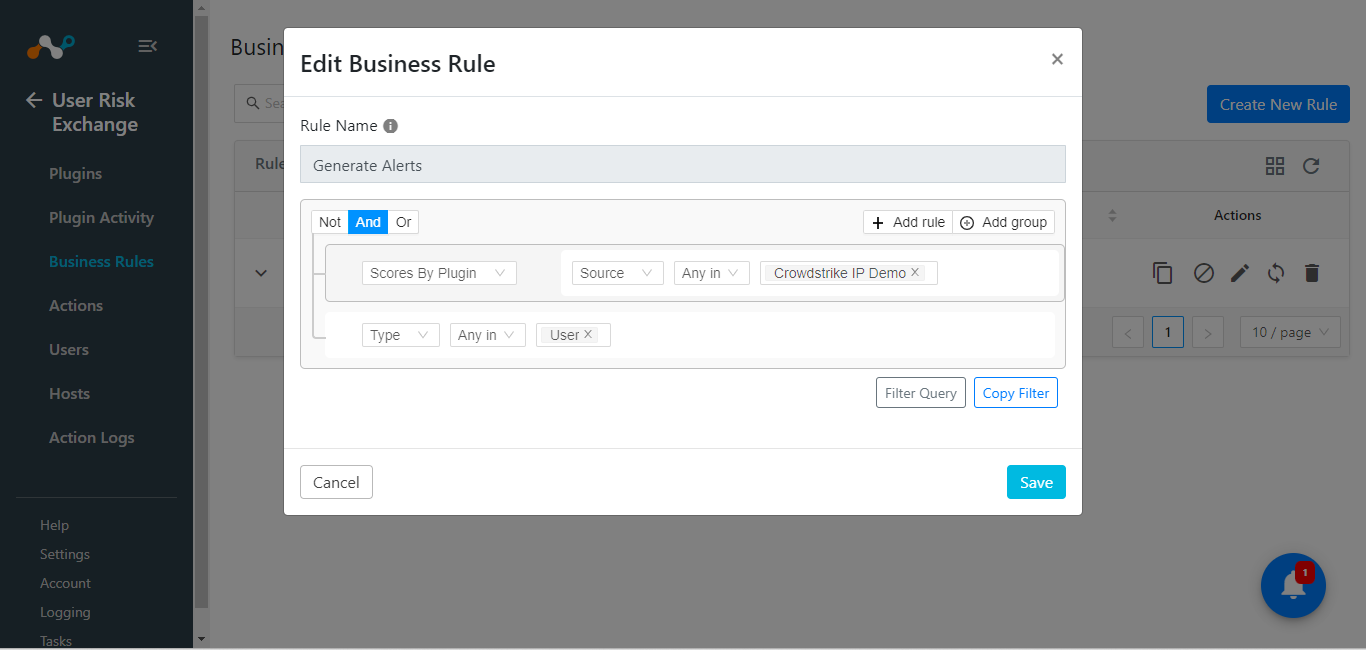 User Risk
Exchange
Plugins
Plugin Activity
Business Rules
Actions
Users
Hosts
Action Logs
Help
Settings
Account
Logging
Tasks
Busin
Sea
Create New Rule
Rule
Actions
1
10 / page
1
Edit Business Rule
Rule Name
Generate Alerts
Not And Or Add rule Add group
Scores By Plugin Source Any in Crowdstrike IP Demo
Type Any in User
Filter Query Copy Filter
Cancel Save